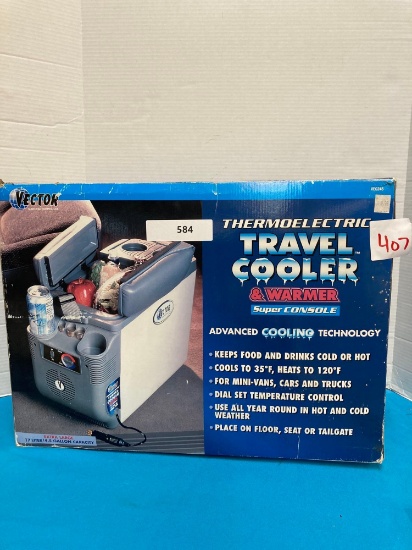 VECTOR
584
THERMOELECTRIC
TRAVEL
COOLER
& WARMER
Super CONSOLE
407
ADVANCED COOLING TECHNOLOGY
• KEEPS FOOD AND DRINKS COLD OR HOT
• COOLS TO 35°F, HEATS TO 120°F
• FOR MINI-VANS, CARS AND TRUCKS
• DIAL SET TEMPERATURE CONTROL
• USE ALL YEAR ROUND IN HOT AND COLD
WEATHER
• PLACE ON FLOOR, SEAT OR TAILGATE
EXTRA LARGE